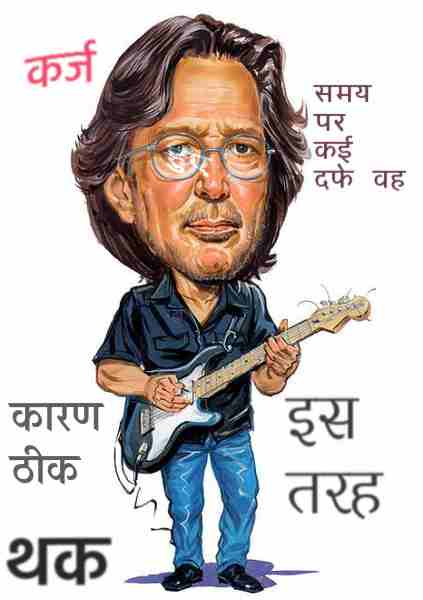 कर्ज
समय
पर
कई
दफे वह
कारण
ठीक
इस
तरह
थक